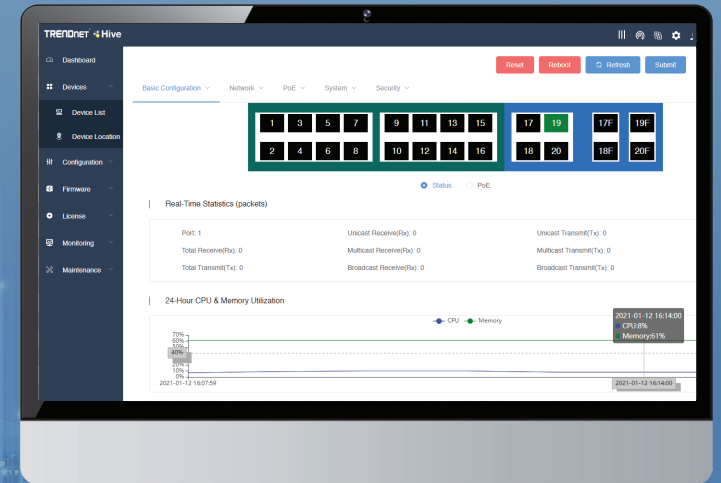 TRENDnet Hive
Dashboard
Devices
Device List
Device Location
Configuration
Firmware
License
Monitoring
Maintenance
Reset Reboot Refresh Submit
Basic Configuration Network PoE System Security
1 3 5 7 9 11 13 15 17 19 17F 19F
2 4 6 8 10 12 14 16 18 20 18F 20F
Status PoE
Real-Time Statistics (packets)
Port: 1 Unicast Receive(Rx): 0 Unicast Transmit(Tx): 0
Total Receive(Rx): 0 Multicast Receive(Rx): 0 Multicast Transmit(Tx): 0
Total Transmit(Tx): 0 Broadcast Receive(Rx): 0 Broadcast Transmit(Tx): 0
24-Hour CPU & Memory Utilization
CPU Memory
2021-01-12 16:14:00
CPU:8%
Memory:61%
70%
60%
50%
40%
20%
10%
0%
2021-01-12 16:07:59 2021-01-12 16:14:00